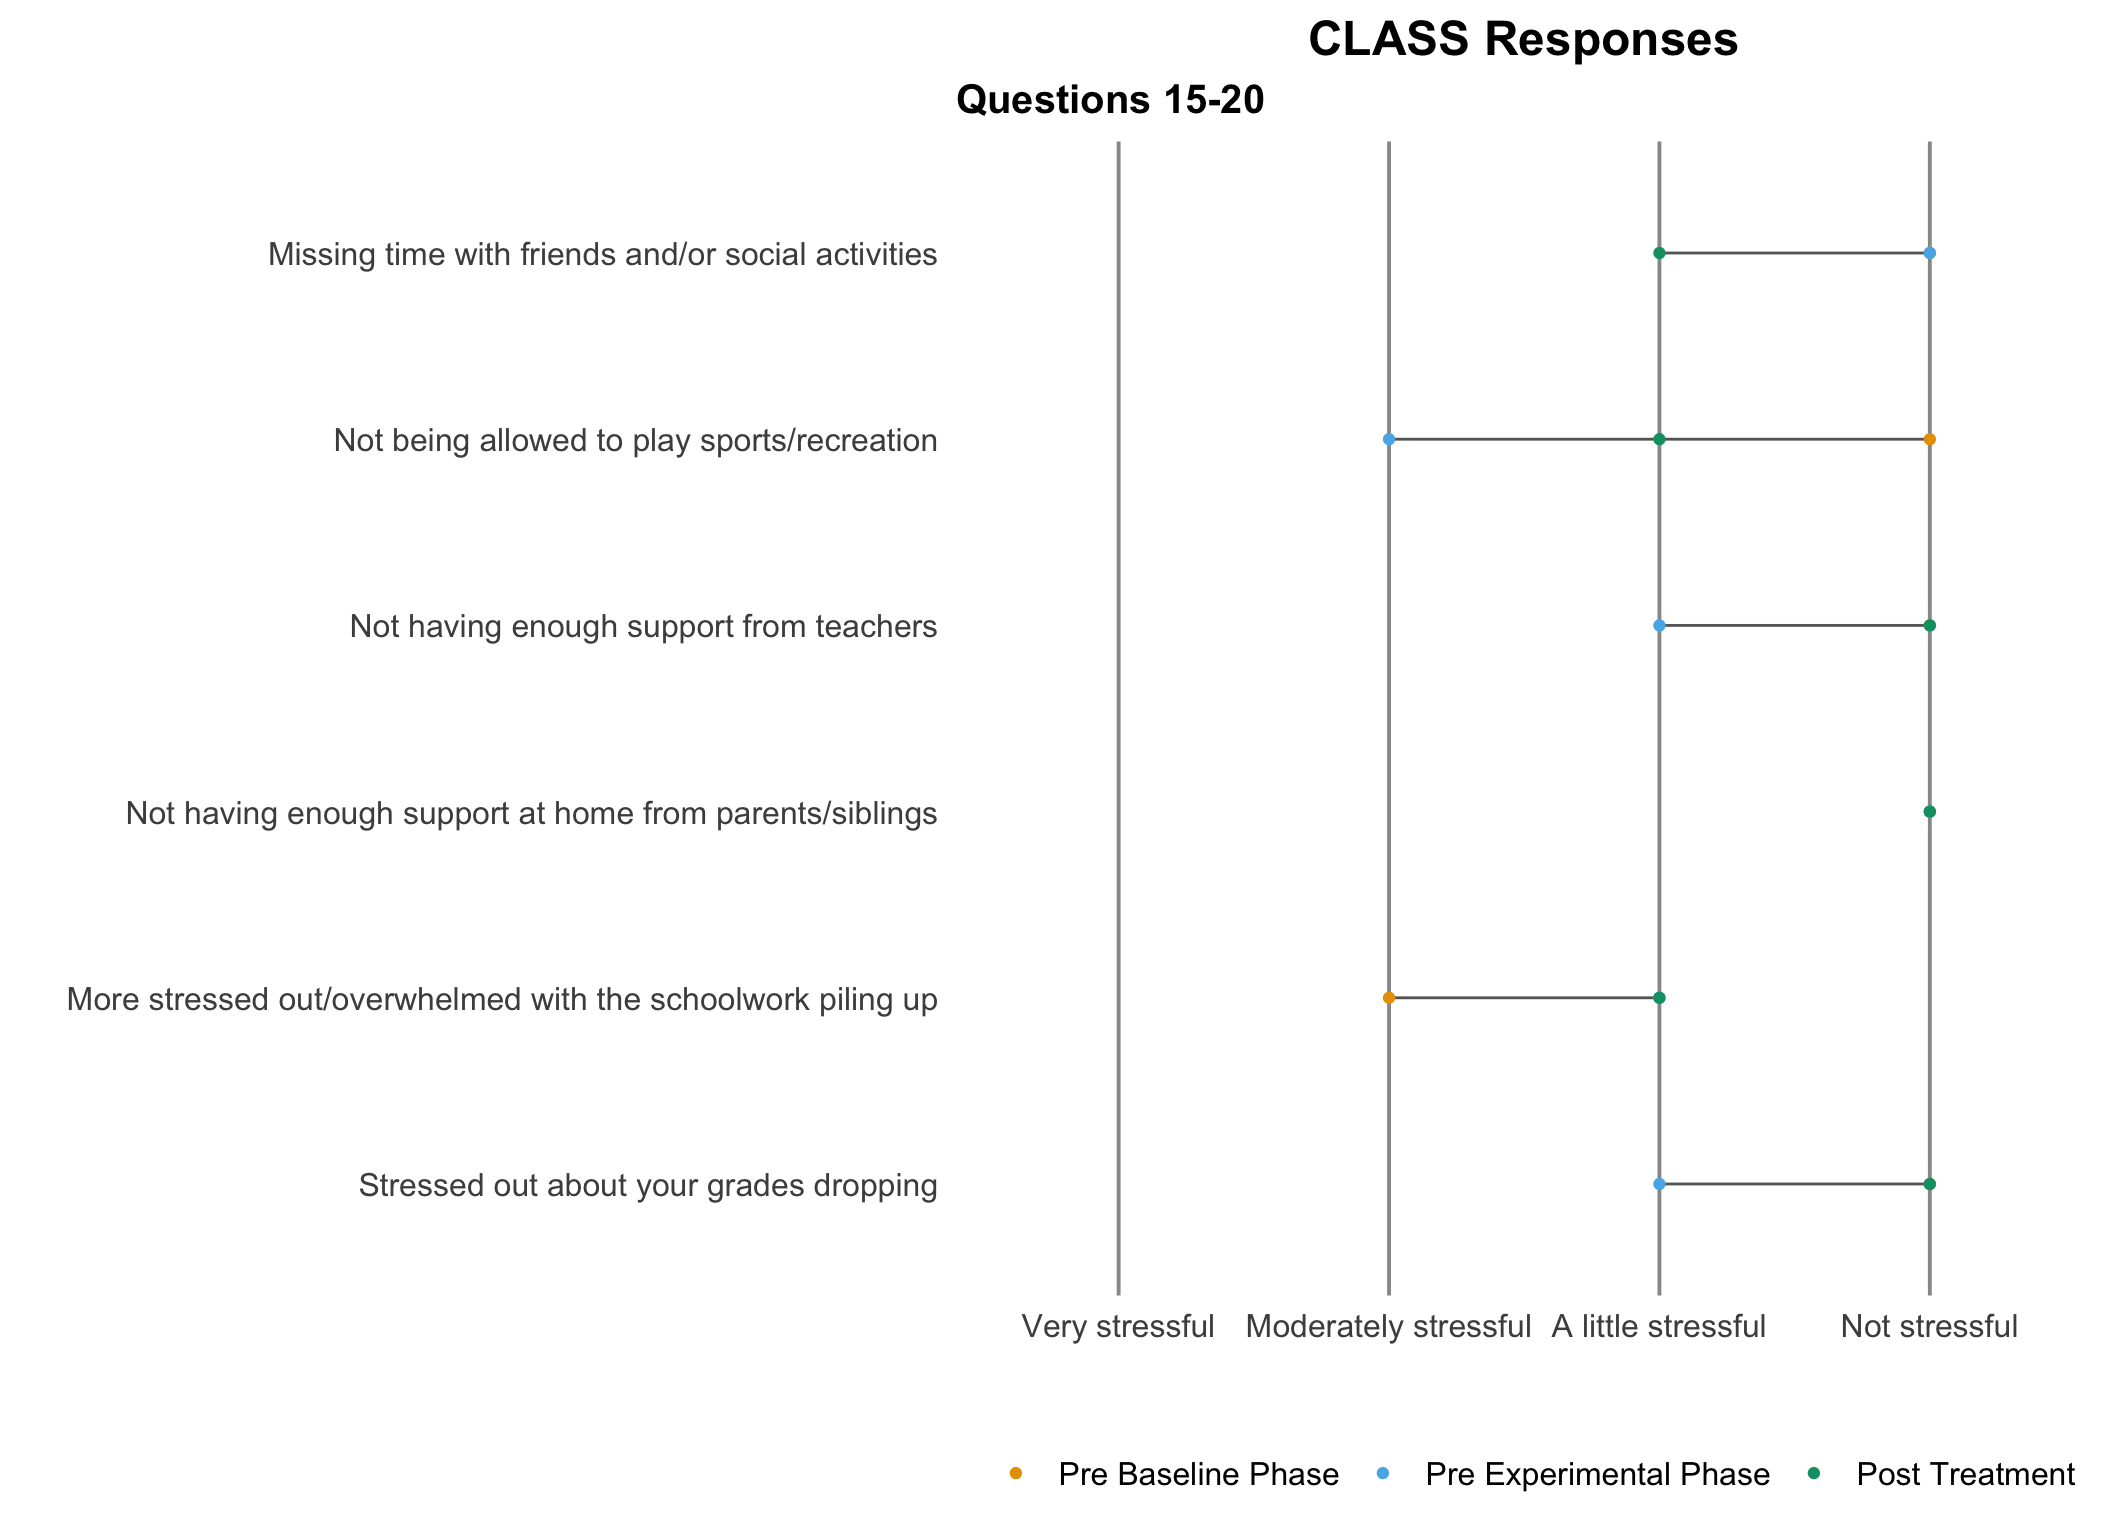 CLASS Responses
Questions 15-20
Missing time with friends and/or social activities
Not being allowed to play sports/recreation
Not having enough support from teachers
Not having enough support at home from parents/siblings
More stressed out/overwhelmed with the schoolwork piling up
Stressed out about your grades dropping
Very stressful Moderately stressful A little stressful Not stressful
Pre Baseline Phase Pre Experimental Phase Post Treatment